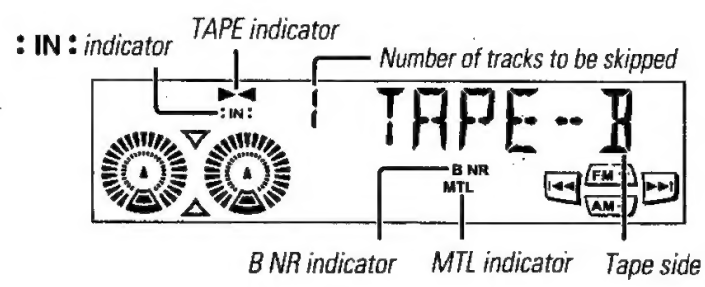 TAPE indicator
: IN : indicator
Number of tracks to be skipped
: IN :
1 TAPE-- A
B NR
MTL
FM
AM
B NR indicator
MTL indicator
Tape side